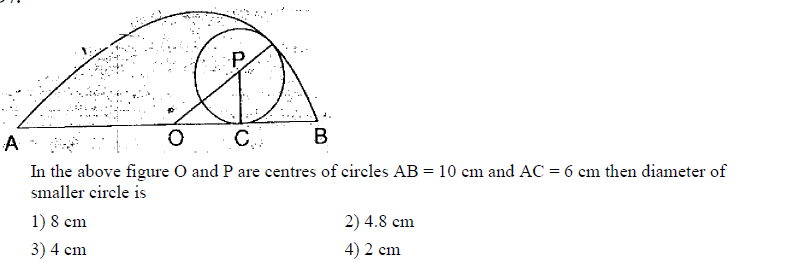 P
A O C B
In the above figure O and P are centres of circles AB = 10 cm and AC = 6 cm then diameter of
smaller circle is
1) 8 cm 2) 4.8 cm
3) 4 cm 4) 2 cm